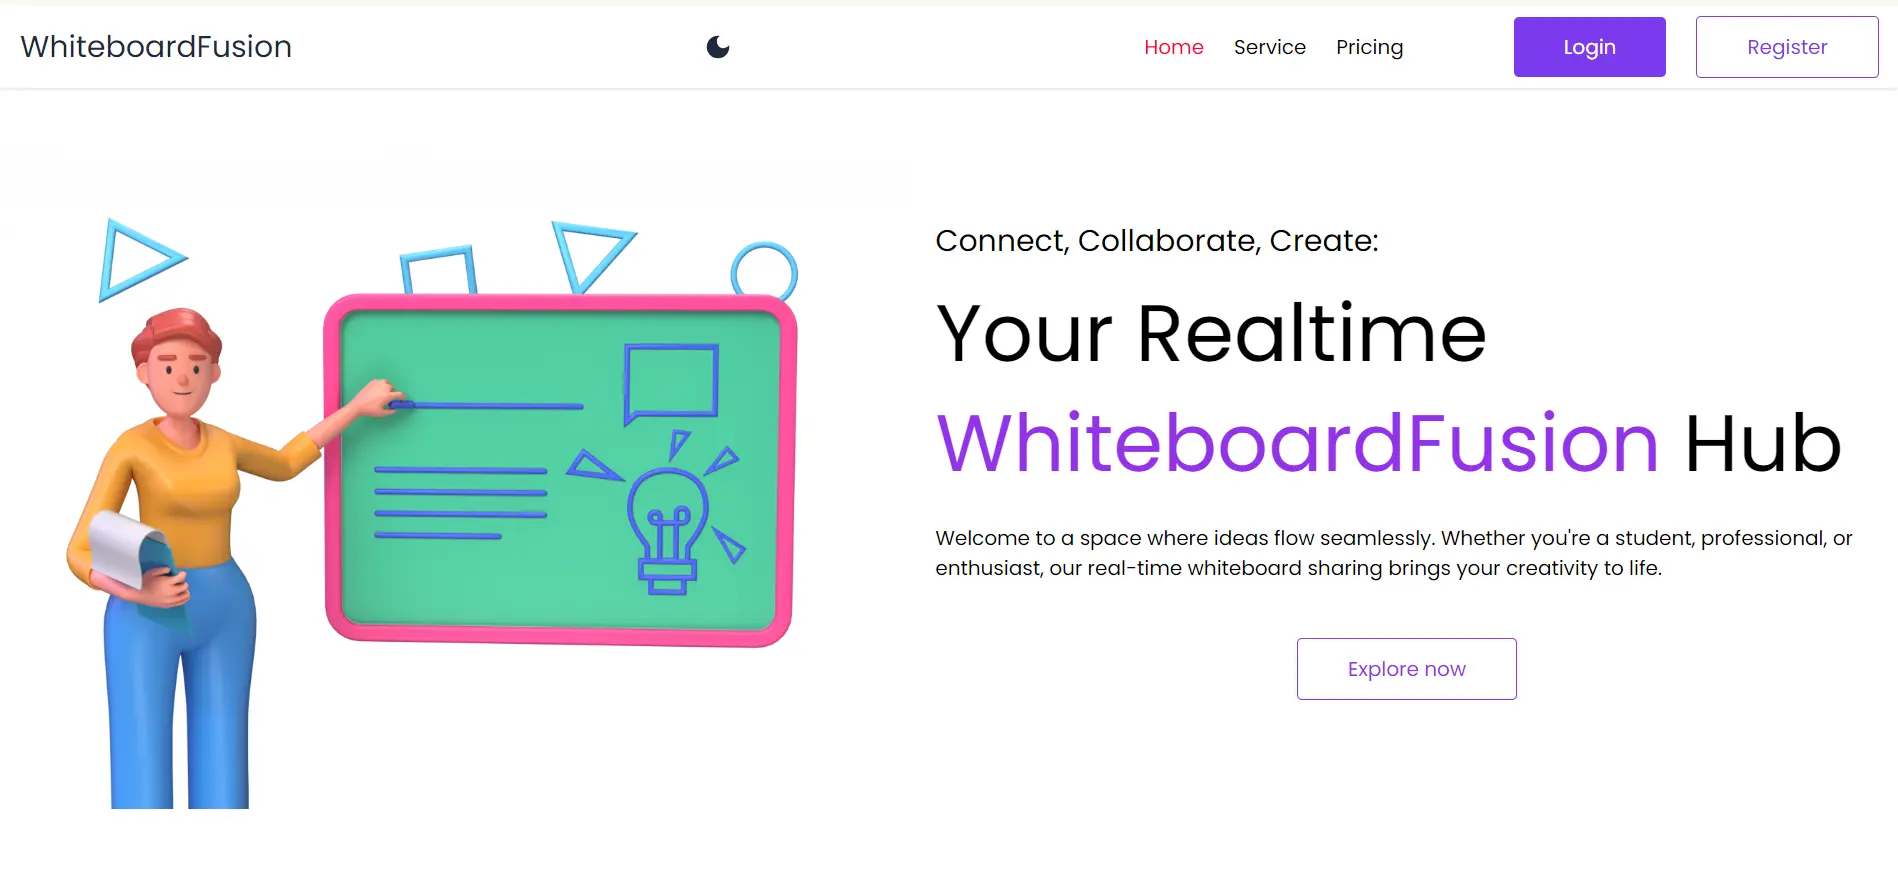 WhiteboardFusion
Home Service Pricing Login Register
Connect, Collaborate, Create:
Your Realtime
WhiteboardFusion Hub
Welcome to a space where ideas flow seamlessly. Whether you're a student, professional, or
enthusiast, our real-time whiteboard sharing brings your creativity to life.
Explore now